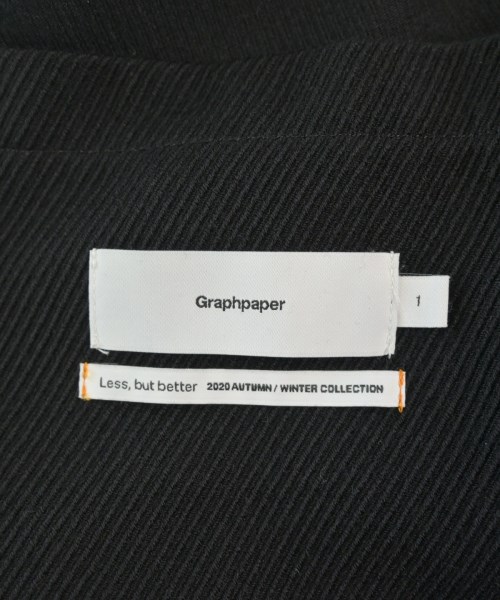 Graphpaper
1
Less, but better 2020 AUTUMN / WINTER COLLECTION